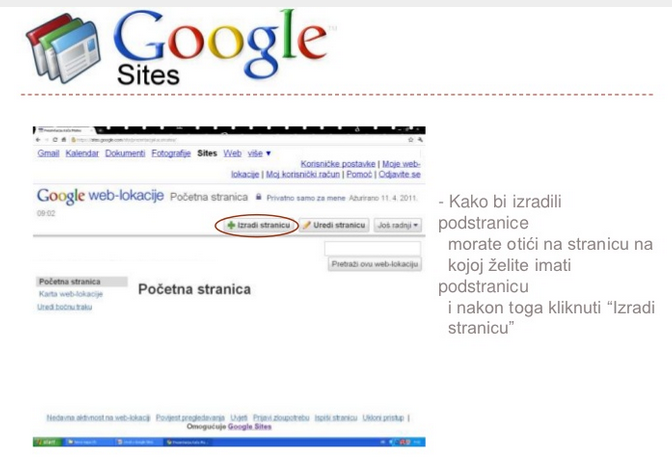 Google™
Sites
Gmail Kalendar Dokumenti Fotografije Sites Web više ▼
Korisničke postavke | Moje web-
lokacije | Moj korisnički račun | Pomoć | Odjavite se
Google web-lokacije Početna stranica Privatno samo za mene Ažurirano 11. 4. 2011.
09:02
Izradi stranicu Uredi stranicu Još radnji ▾
Pretraži ovu web-lokaciju
Početna stranica
Karta web-lokacije
Uredi bočnu traku
Početna stranica
Nedavna aktivnost na web-lokaciji Povijest pregledavanja Uvjeti Prijavi zloupotrebu Ispiši stranicu Ukloni pristup |
Omogućuje Google Sites
start
- Kako bi izradili
podstranice
morate otići na stranicu na
kojoj želite imati
podstranicu
i nakon toga kliknuti “Izradi
stranicu”